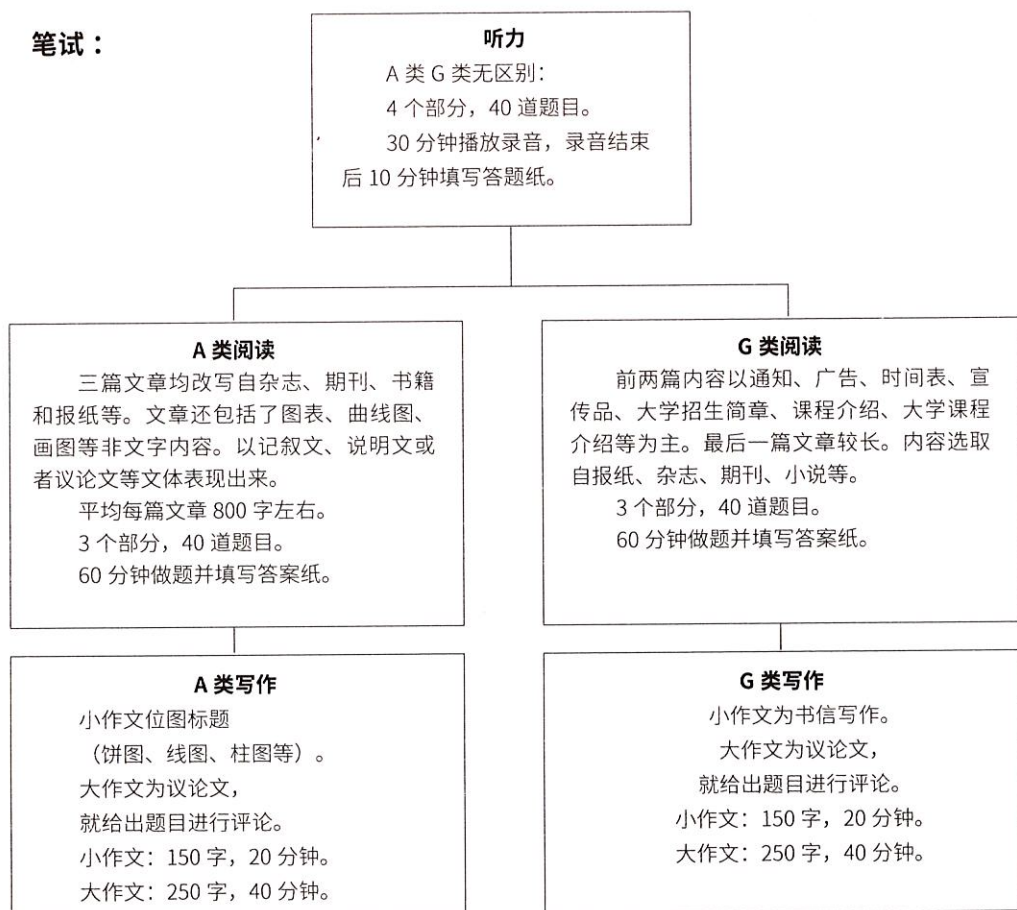 笔试：
听力
A 类 G 类无区别：
4 个部分，40 道题目。
30 分钟播放录音，录音结束
后 10 分钟填写答题纸。
A 类阅读
三篇文章均改写自杂志、期刊、书籍
和报纸等。文章还包括了图表、曲线图、
画图等非文字内容。以记叙文、说明文或
者议论文等文体表现出来。
平均每篇文章 800 字左右。
3 个部分，40 道题目。
60 分钟做题并填写答案纸。
G 类阅读
前两篇内容以通知、广告、时间表、宣
传品、大学招生简章、课程介绍、大学课程
介绍等为主。最后一篇文章较长。内容选取
自报纸、杂志、期刊、小说等。
3 个部分，40 道题目。
60 分钟做题并填写答案纸。
A 类写作
小作文位图标题
（饼图、线图、柱图等）。
大作文为议论文，
就给出题目进行评论。
小作文：150 字，20 分钟。
大作文：250 字，40 分钟。
G 类写作
小作文为书信写作。
大作文为议论文，
就给出题目进行评论。
小作文：150 字，20 分钟。
大作文：250 字，40 分钟。